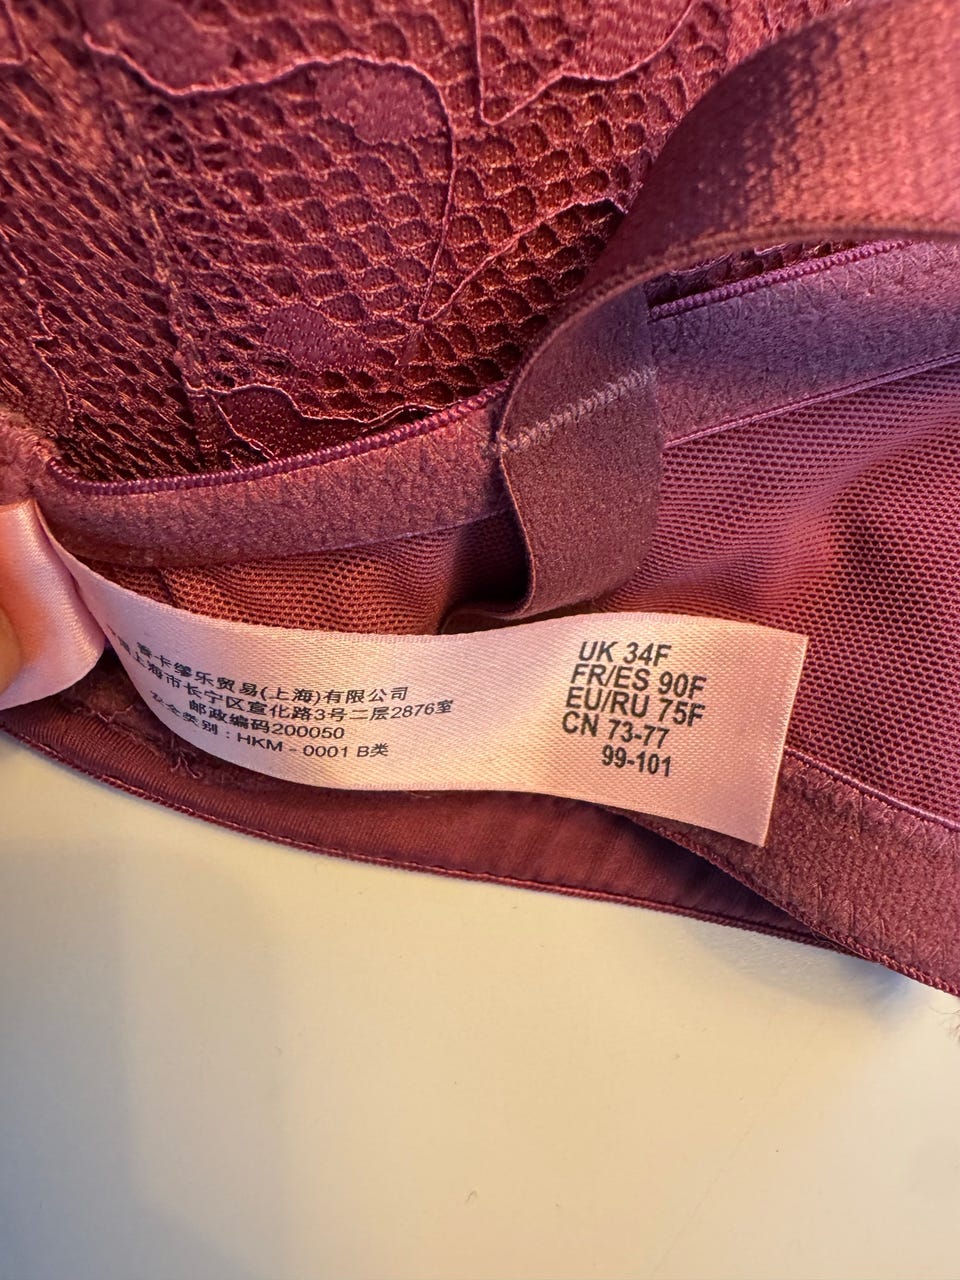 香卡缪乐贸易(上海)有限公司
上海市长宁区宣化路3号二层2876室
邮政编码200050
安全类别：HKM - 0001 B类
UK 34F
FR/ES 90F
EU/RU 75F
CN 73-77
99-101